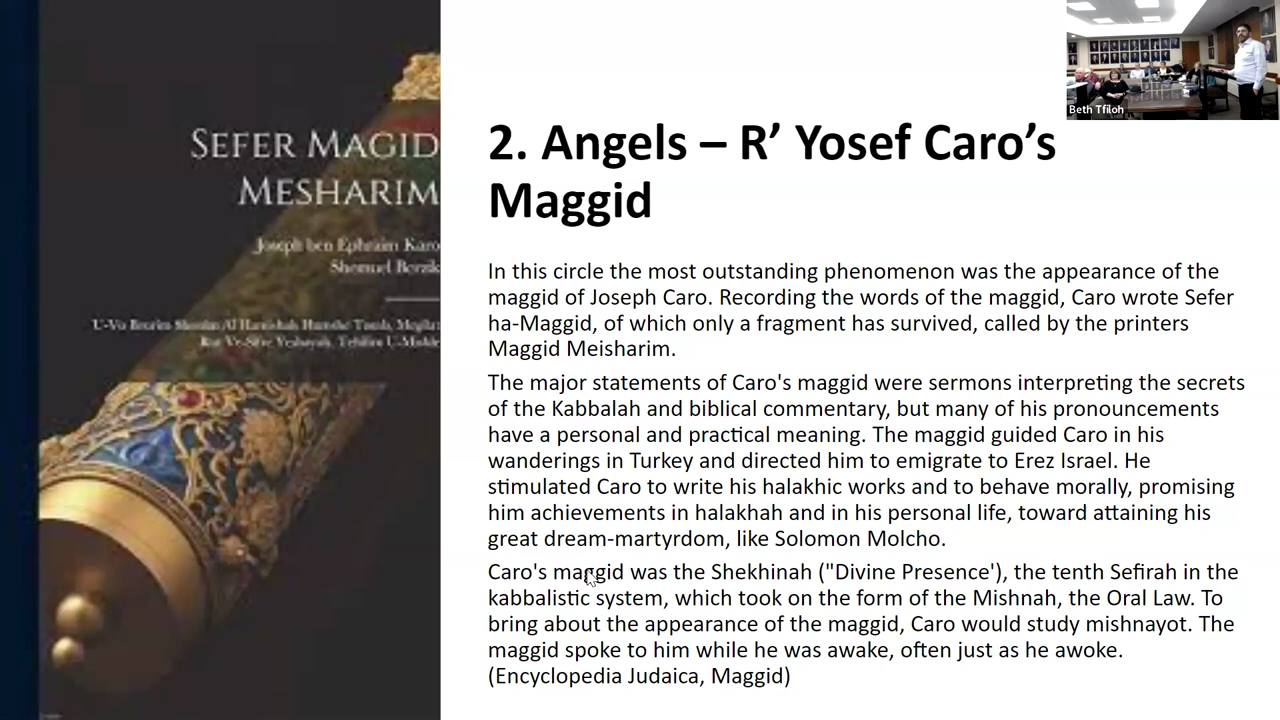 SEFER MAGID
MESHARIM
Joseph ben Ephraim Karo
Shemuel Berzik
Beth Tfiloh
2. Angels – R’ Yosef Caro’s
Maggid
In this circle the most outstanding phenomenon was the appearance of the
maggid of Joseph Caro. Recording the words of the maggid, Caro wrote Sefer
ha-Maggid, of which only a fragment has survived, called by the printers
Maggid Meisharim.
The major statements of Caro's maggid were sermons interpreting the secrets
of the Kabbalah and biblical commentary, but many of his pronouncements
have a personal and practical meaning. The maggid guided Caro in his
wanderings in Turkey and directed him to emigrate to Erez Israel. He
stimulated Caro to write his halakhic works and to behave morally, promising
him achievements in halakhah and in his personal life, toward attaining his
great dream-martyrdom, like Solomon Molcho.
Caro's maggid was the Shekhinah ("Divine Presence'), the tenth Sefirah in the
kabbalistic system, which took on the form of the Mishnah, the Oral Law. To
bring about the appearance of the maggid, Caro would study mishnayot. The
maggid spoke to him while he was awake, often just as he awoke.
(Encyclopedia Judaica, Maggid)